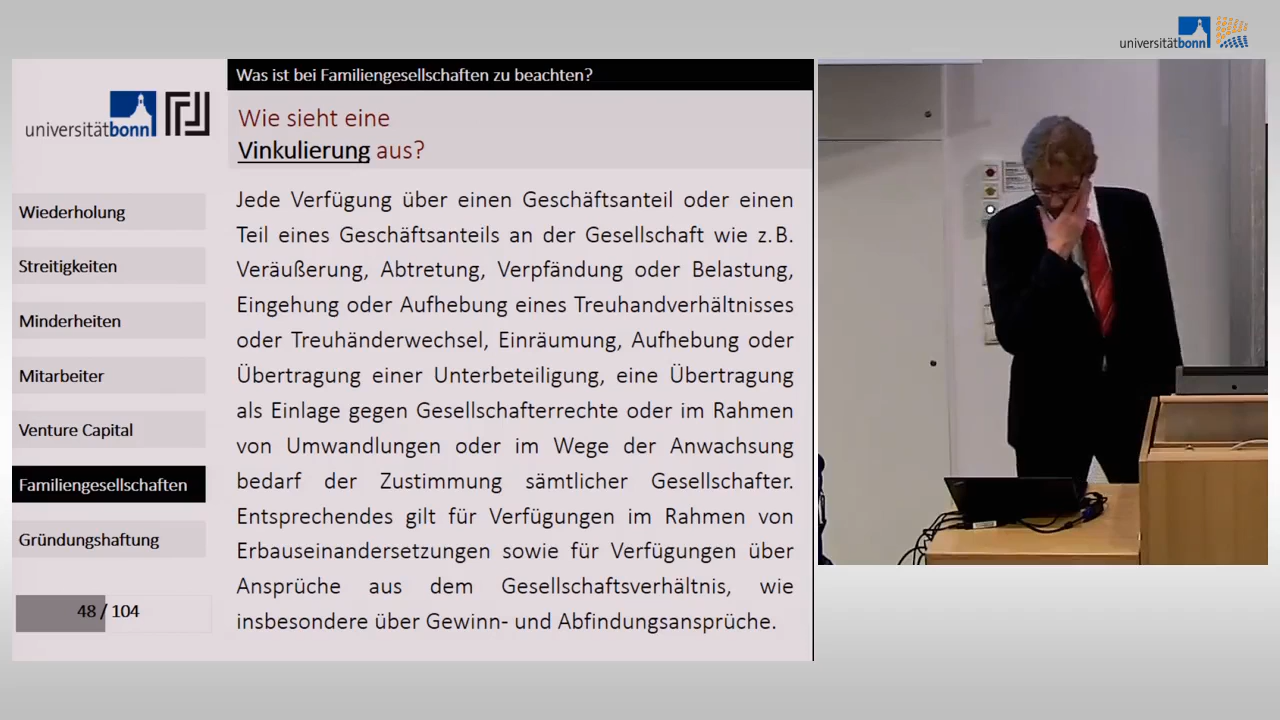 universitätbonn
Was ist bei Familiengesellschaften zu beachten?
universitätbonn
Wie sieht eine
Vinkulierung aus?
Wiederholung
Streitigkeiten
Minderheiten
Mitarbeiter
Venture Capital
Familiengesellschaften
Gründungshaftung
48 / 104
Jede Verfügung über einen Geschäftsanteil oder einen
Teil eines Geschäftsanteils an der Gesellschaft wie z. B.
Veräußerung, Abtretung, Verpfändung oder Belastung,
Eingehung oder Aufhebung eines Treuhandverhältnisses
oder Treuhänderwechsel, Einräumung, Aufhebung oder
Übertragung einer Unterbeteiligung, eine Übertragung
als Einlage gegen Gesellschafterrechte oder im Rahmen
von Umwandlungen oder im Wege der Anwachsung
bedarf der Zustimmung sämtlicher Gesellschafter.
Entsprechendes gilt für Verfügungen im Rahmen von
Erbauseinandersetzungen sowie für Verfügungen über
Ansprüche aus dem Gesellschaftsverhältnis, wie
insbesondere über Gewinn- und Abfindungsansprüche.